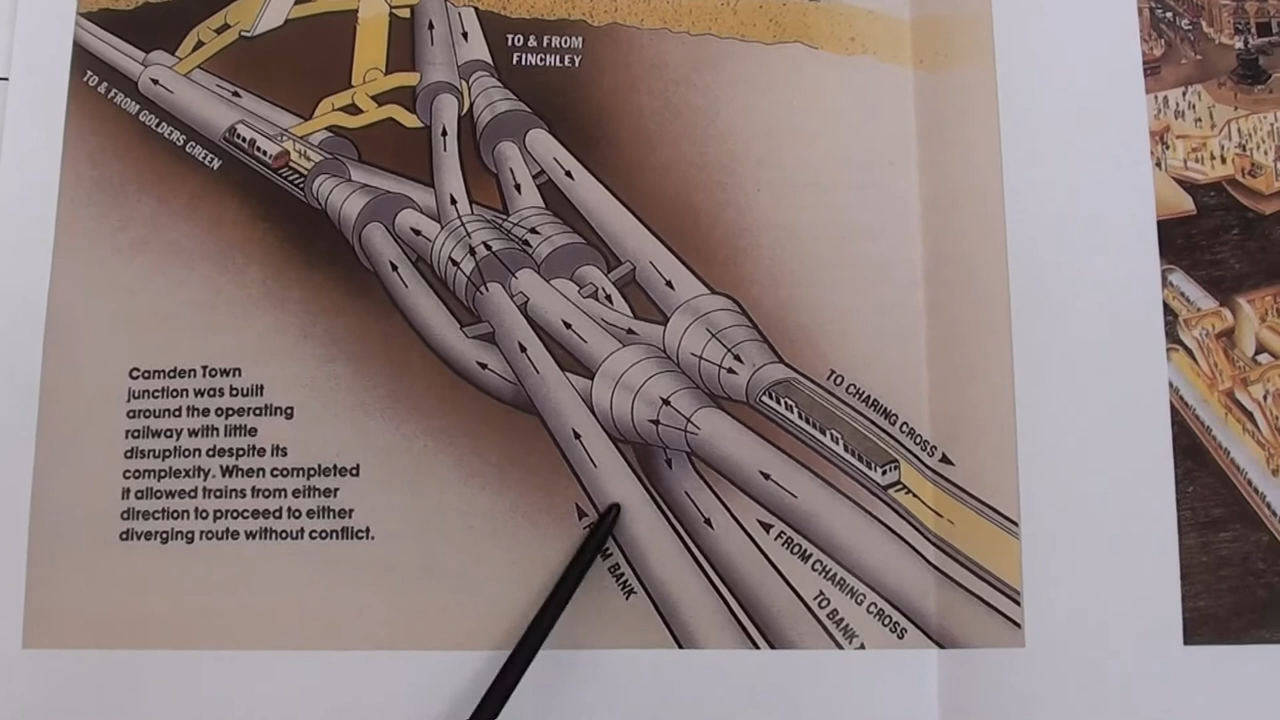 TO & FROM
FINCHLEY
TO & FROM GOLDERS GREEN
Camden Town
junction was built
around the operating
railway with little
disruption despite its
complexity. When completed
it allowed trains from either
direction to proceed to either
diverging route without conflict.
TO CHARING CROSS
FROM CHARING CROSS
TO BANK
BANK